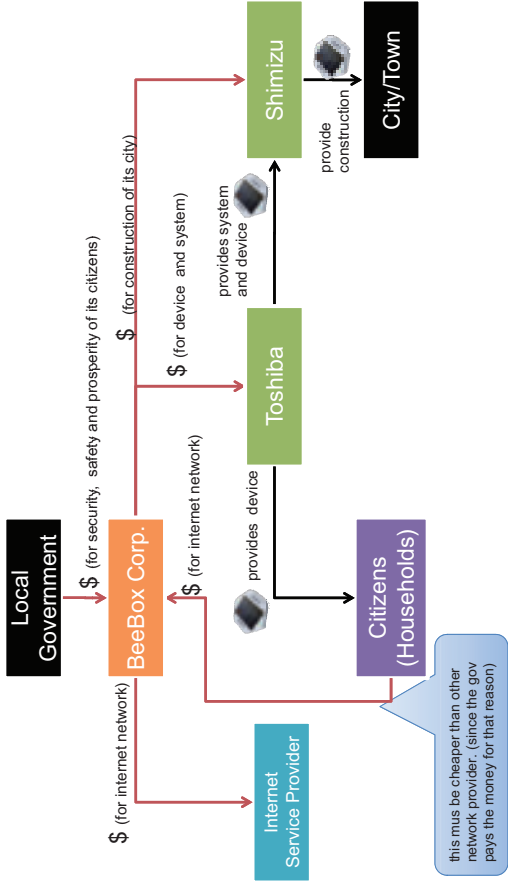 Local
Government
$ (for security, safety and prosperity of its citizens)
BeeBox Corp.
$ (for internet network)
$ (for construction of its city)
$ (for internet network)
$ (for device and system)
Internet
Service Provider
provides device
Toshiba
provides system
and device
Shimizu
provide
construction
Citizens
(Households)
City/Town
this mus be cheaper than other
network provider. (since the gov
pays the money for that reason)